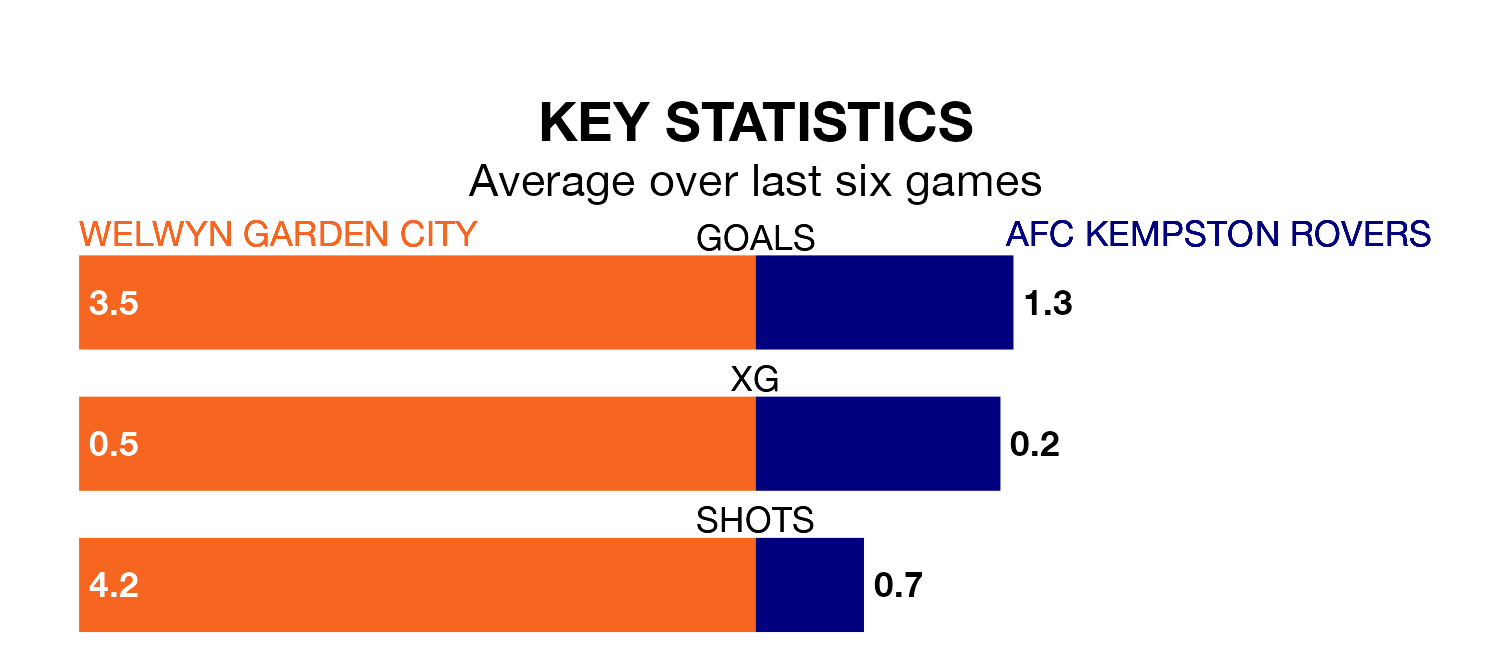 KEY STATISTICS
Average over last six games
WELWYN GARDEN CITY GOALS AFC KEMPSTON ROVERS
3.5 1.3
XG
0.5 0.2
SHOTS
4.2 0.7